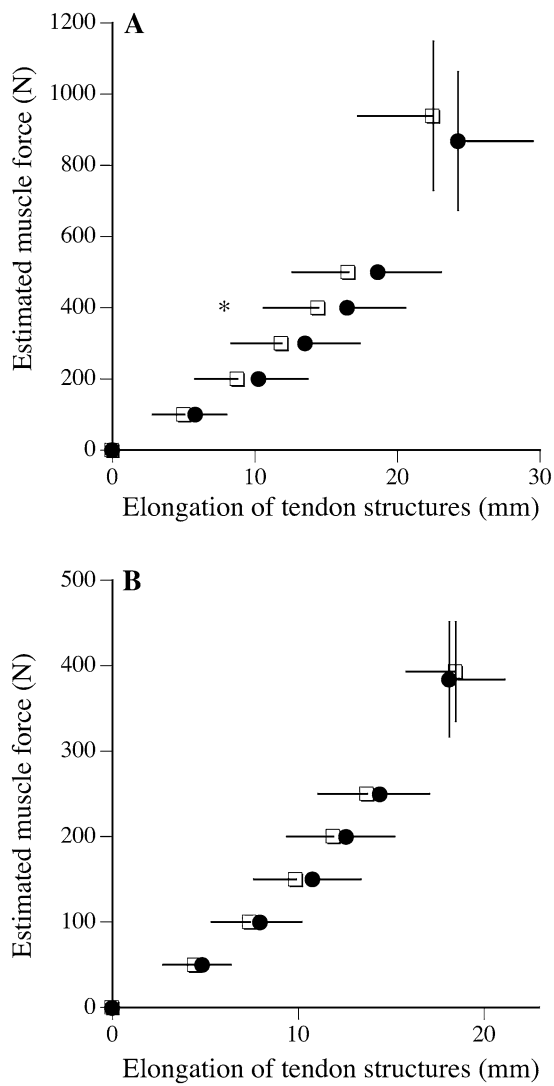 A
1200
1000
800
600
400
200
0
*
0 10 20 30
Estimated muscle force (N)
Elongation of tendon structures (mm)
B
500
400
300
200
100
0
0 10 20
Estimated muscle force (N)
Elongation of tendon structures (mm)